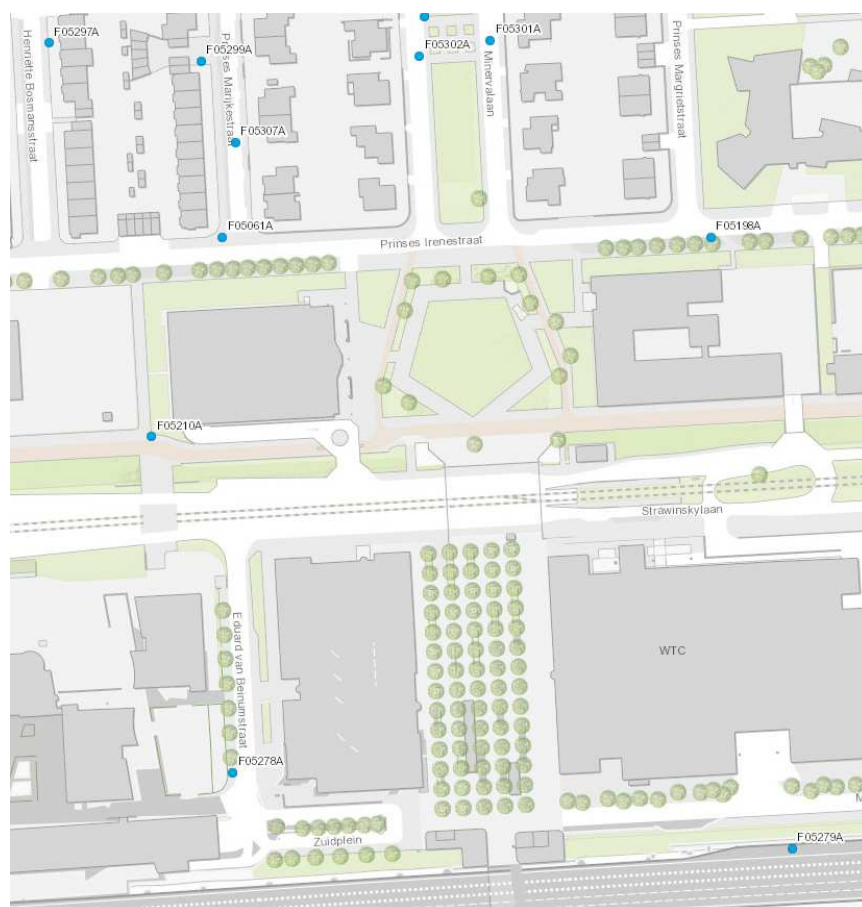 F05297A
F05299A
F05302A
F05301A
Henriëtte Bosmansstraat
Prinses Marijkestraat
Minervalaan
Prinses Margrietstraat
F05307A
F05061A
Prinses Irenestraat
F05198A
F05210A
Strawinskylaan
Eduard van Beinumstraat
WTC
F05278A
M
Zuidplein
F05279A